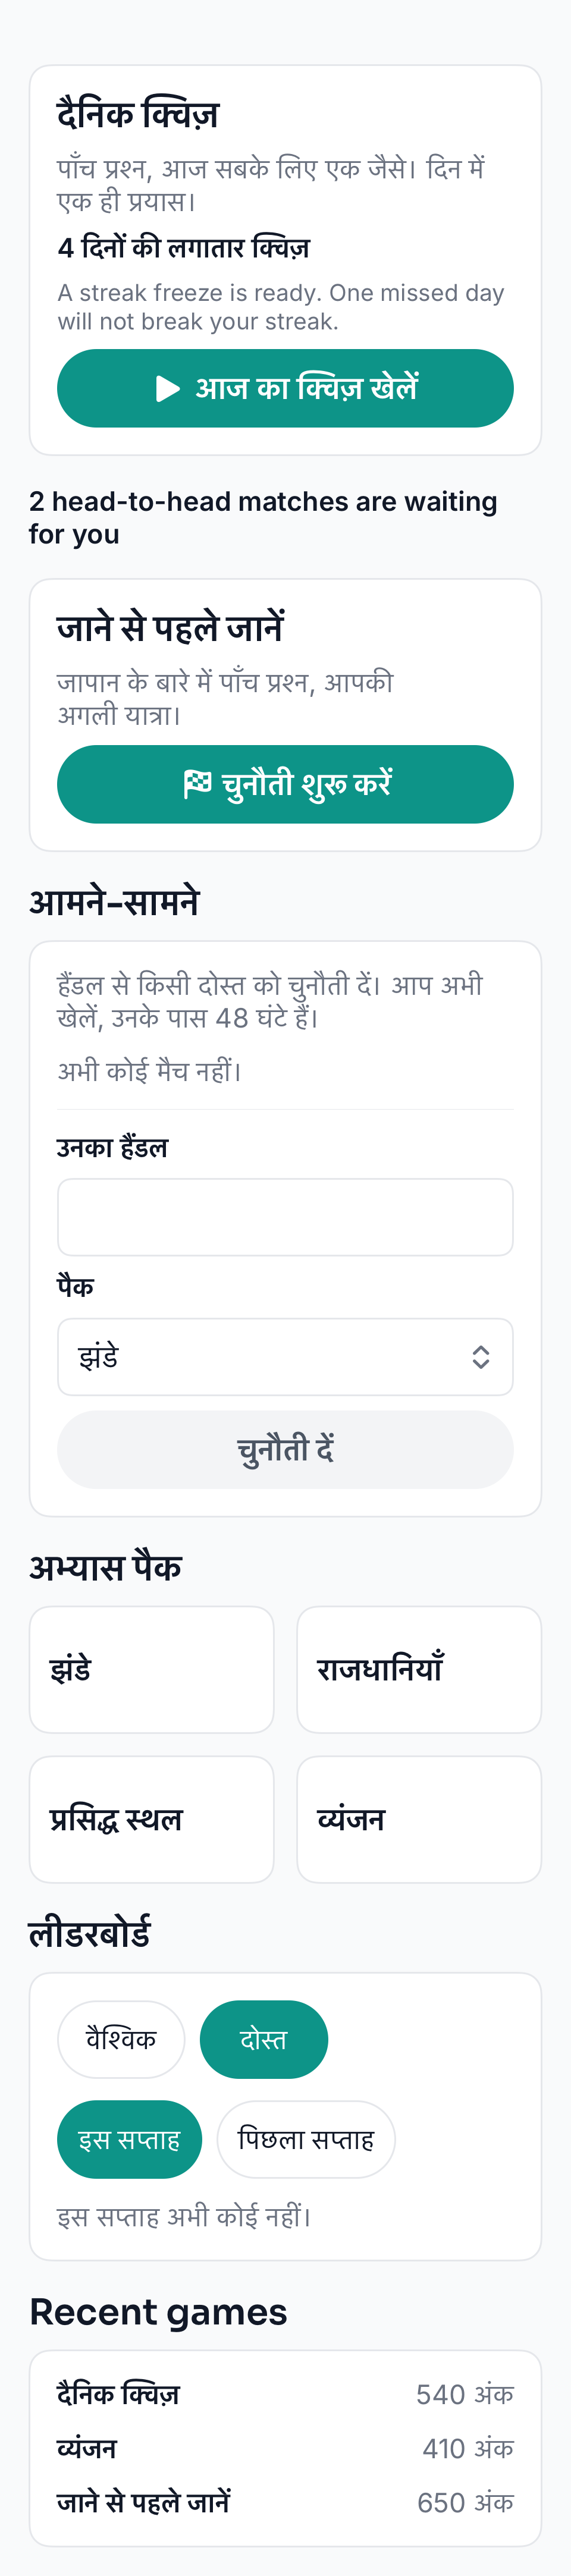 दैनिक क्विज़
पाँच प्रश्न, आज सबके लिए एक जैसे। दिन में
एक ही प्रयास।
4 दिनों की लगातार क्विज़
A streak freeze is ready. One missed day
will not break your streak.
आज का क्विज़ खेलें
2 head-to-head matches are waiting
for you
जाने से पहले जानें
जापान के बारे में पाँच प्रश्न, आपकी
अगली यात्रा।
चुनौती शुरू करें
आमने-सामने
हैंडल से किसी दोस्त को चुनौती दें। आप अभी
खेलें, उनके पास 48 घंटे हैं।
अभी कोई मैच नहीं।
उनका हैंडल
पैक
झंडे
चुनौती दें
अभ्यास पैक
झंडे
राजधानियाँ
प्रसिद्ध स्थल
व्यंजन
लीडरबोर्ड
वैश्विक
दोस्त
इस सप्ताह
पिछला सप्ताह
इस सप्ताह अभी कोई नहीं।
Recent games
दैनिक क्विज़ 540 अंक
व्यंजन 410 अंक
जाने से पहले जानें 650 अंक